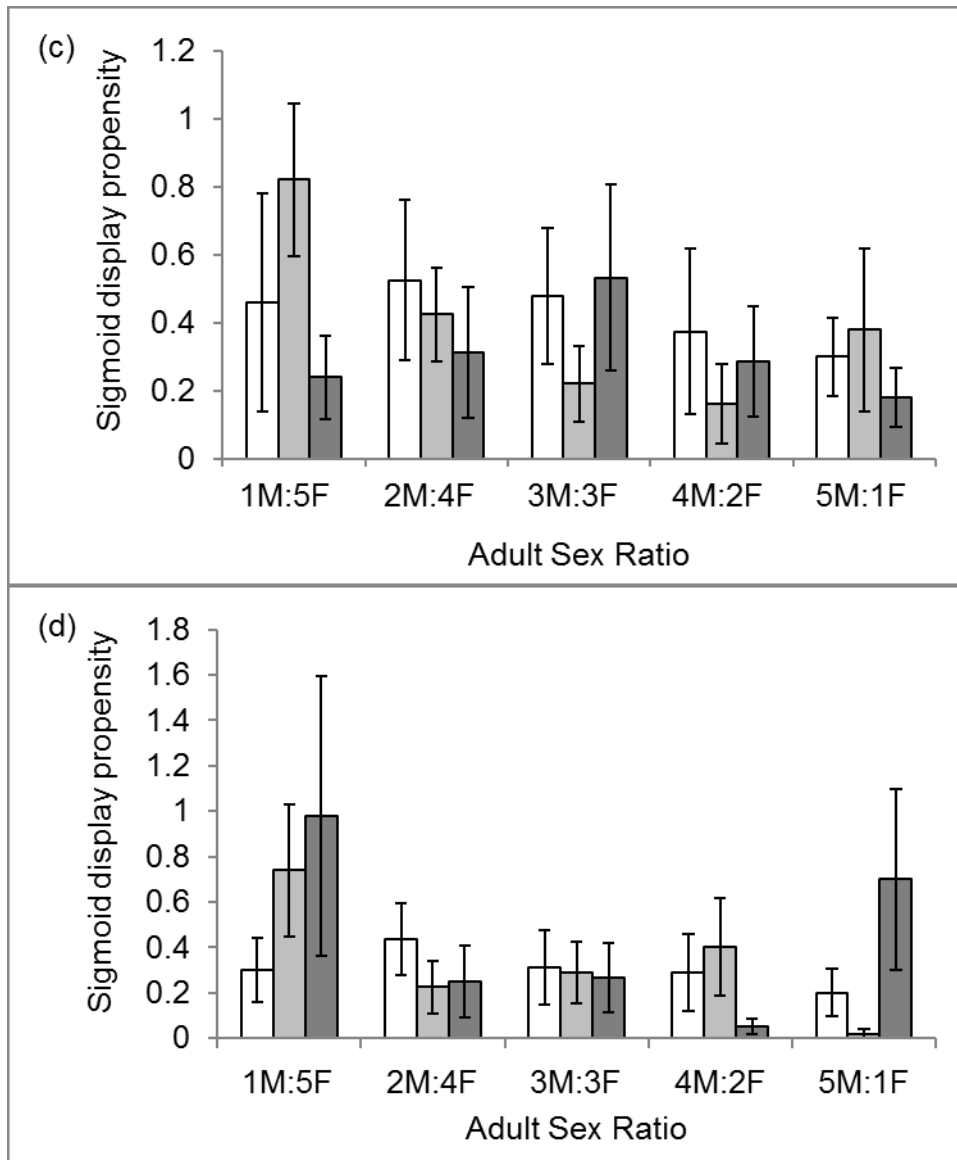 (c)
Sigmoid display propensity
1.2
1
0.8
0.6
0.4
0.2
0
1M:5F 2M:4F 3M:3F 4M:2F 5M:1F
Adult Sex Ratio
(d)
Sigmoid display propensity
1.8
1.6
1.4
1.2
1
0.8
0.6
0.4
0.2
0
1M:5F 2M:4F 3M:3F 4M:2F 5M:1F
Adult Sex Ratio